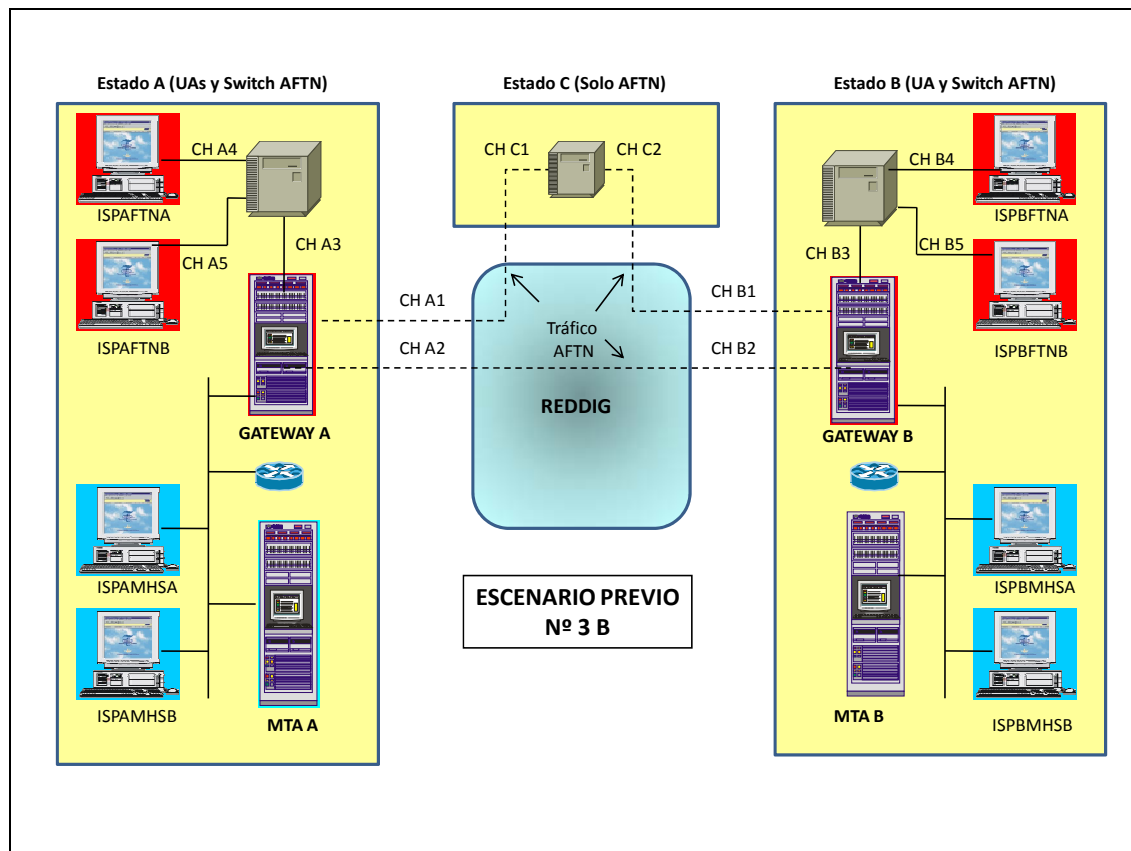 Estado A (UAs y Switch AFTN)
Estado C (Solo AFTN)
Estado B (UA y Switch AFTN)
CH A4
CH C1
CH C2
CH B4
ISPAFTNA
ISPBFTNA
CH A3
CH A5
CH B3
CH B5
ISPAFTNB
ISPBFTNB
CH A1
CH B1
Tráfico
AFTN
CH A2
CH B2
REDDIG
GATEWAY A
GATEWAY B
ISPAMHSA
ISPBMHSA
ESCENARIO PREVIO
Nº 3 B
ISPAMHSB
MTA A
MTA B
ISPBMHSB